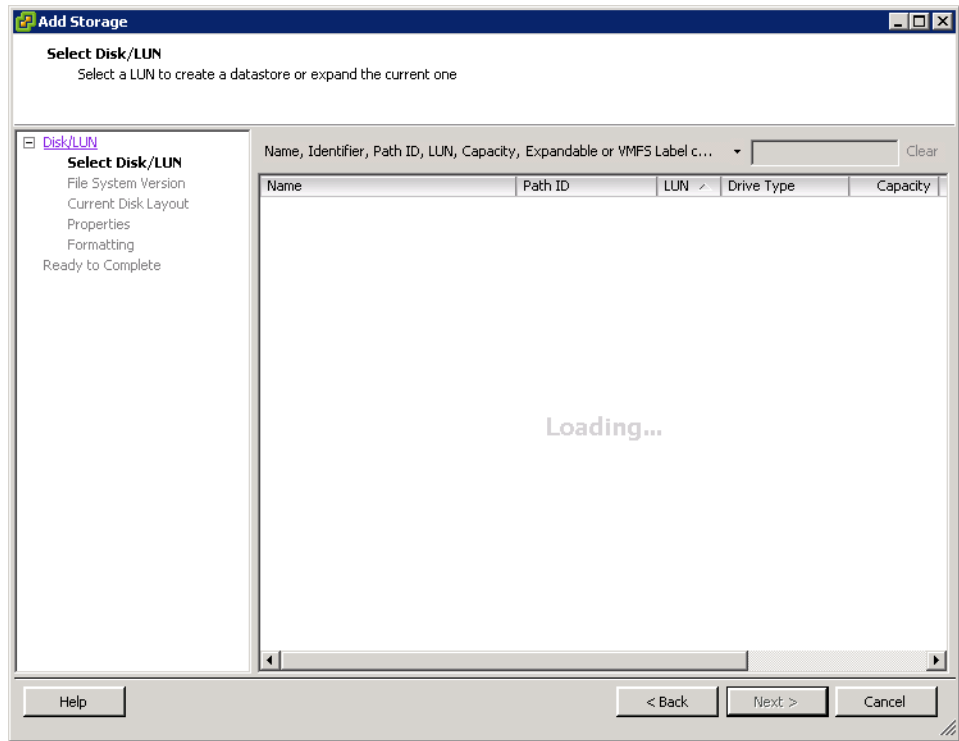 Add Storage
Select Disk/LUN
Select a LUN to create a datastore or expand the current one
Disk/LUN
Select Disk/LUN
File System Version
Current Disk Layout
Properties
Formatting
Ready to Complete
Name, Identifier, Path ID, LUN, Capacity, Expandable or VMFS Label c... Clear
Name Path ID LUN Drive Type Capacity
Loading...
Help < Back Next > Cancel